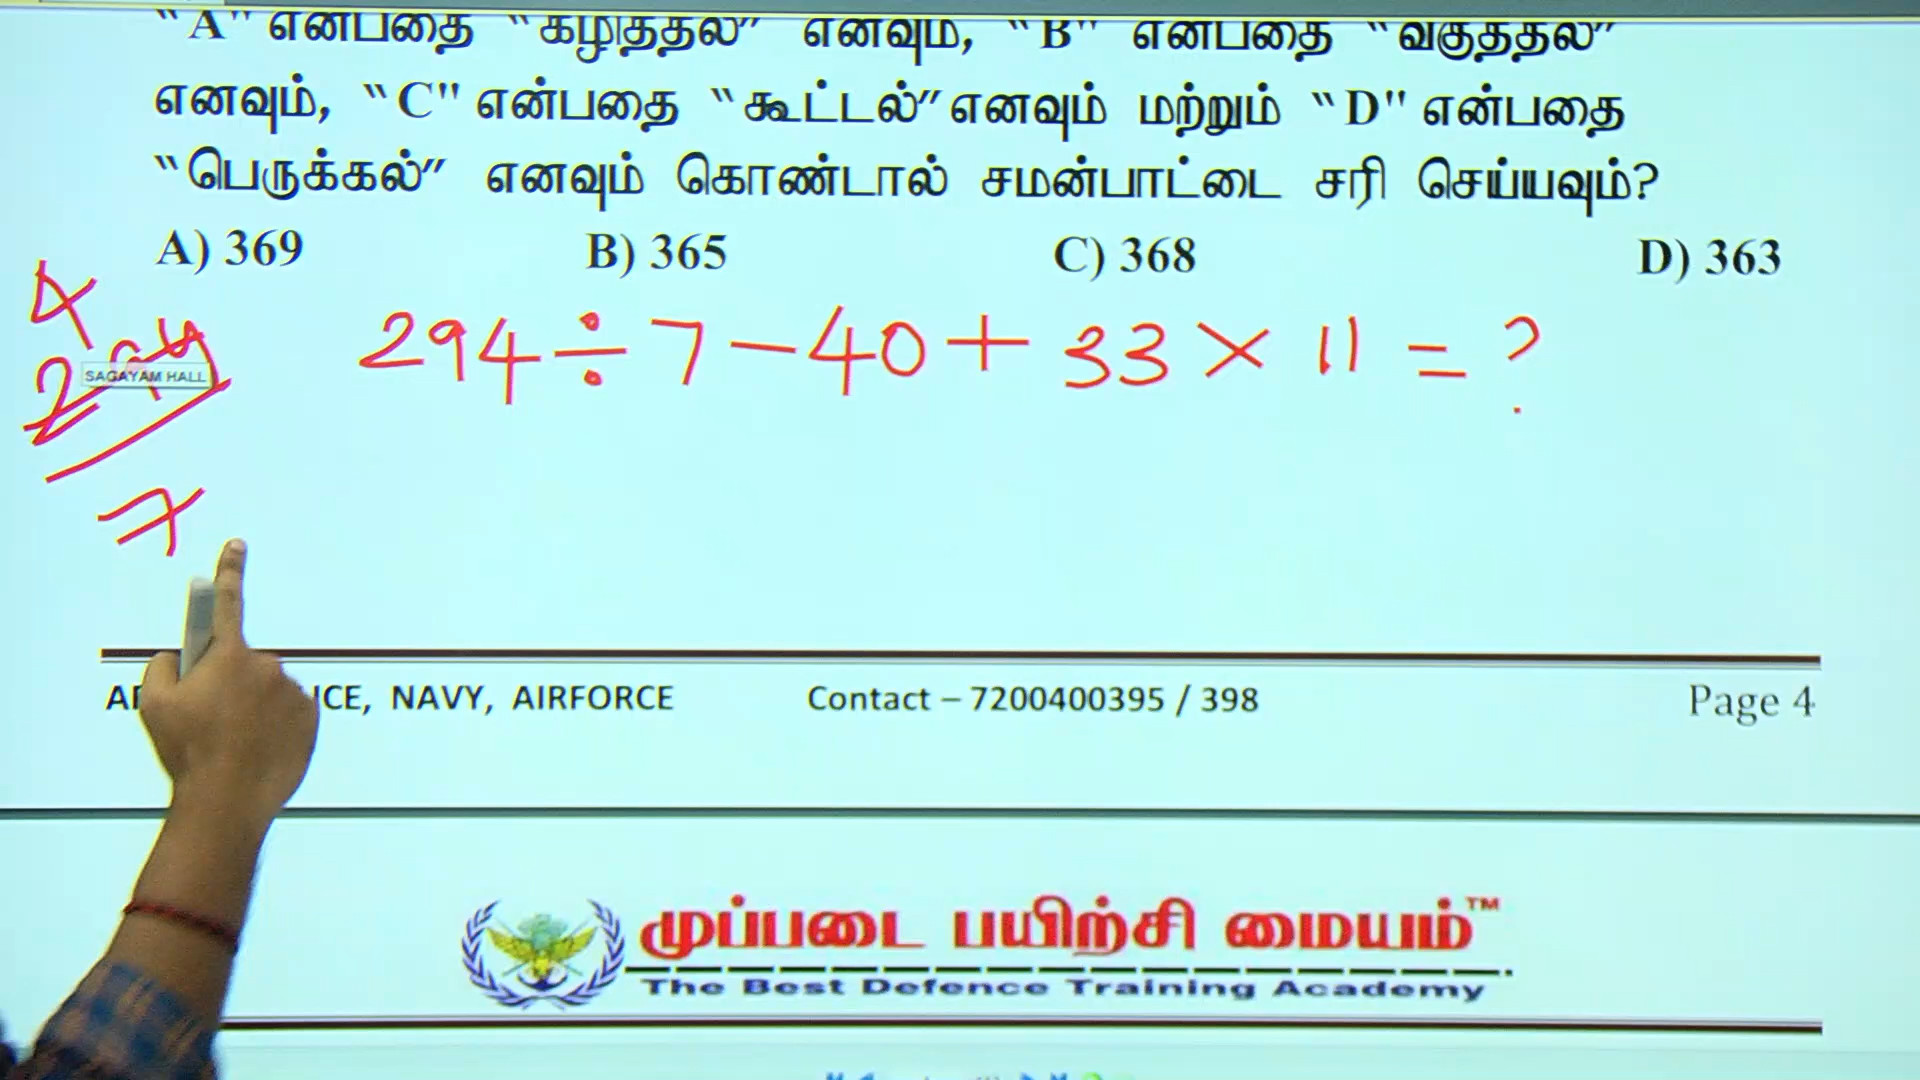 "A" என்பதை "கழித்தல்" எனவும், "B" என்பதை "வகுத்தல்"
எனவும், "C" என்பதை "கூட்டல்" எனவும் மற்றும் "D" என்பதை
"பெருக்கல்" எனவும் கொண்டால் சமன்பாட்டை சரி செய்யவும்?
A) 369 B) 365 C) 368 D) 363
4
294 ÷ 7 – 40 + 33 × 11 = ?
294
SAGAYAM HALL
7
NAVY, AIRFORCE Contact – 7200400395 / 398 Page 4
முப்படை பயிற்சி மையம்™
The Best Defence Training Academy